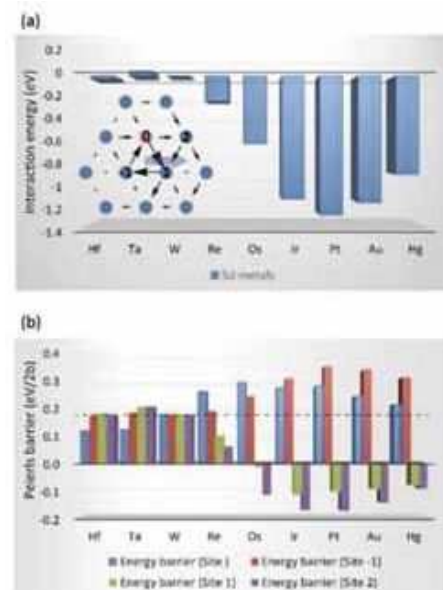 (a)
0.2
0
-0.2
-0.4
-0.6
-0.8
-1
-1.2
-1.4
Interaction energy (eV)
Hf Ta W Re Os Ir Pt Au Hg
5d metals
(b)
0.4
0.3
0.2
0.1
0.0
-0.1
-0.2
Peierls barrier (eV/2b)
Hf Ta W Re Os Ir Pt Au Hg
Energy barrier (Site ) Energy barrier (Site -1)
Energy barrier (Site 1) Energy barrier (Site 2)